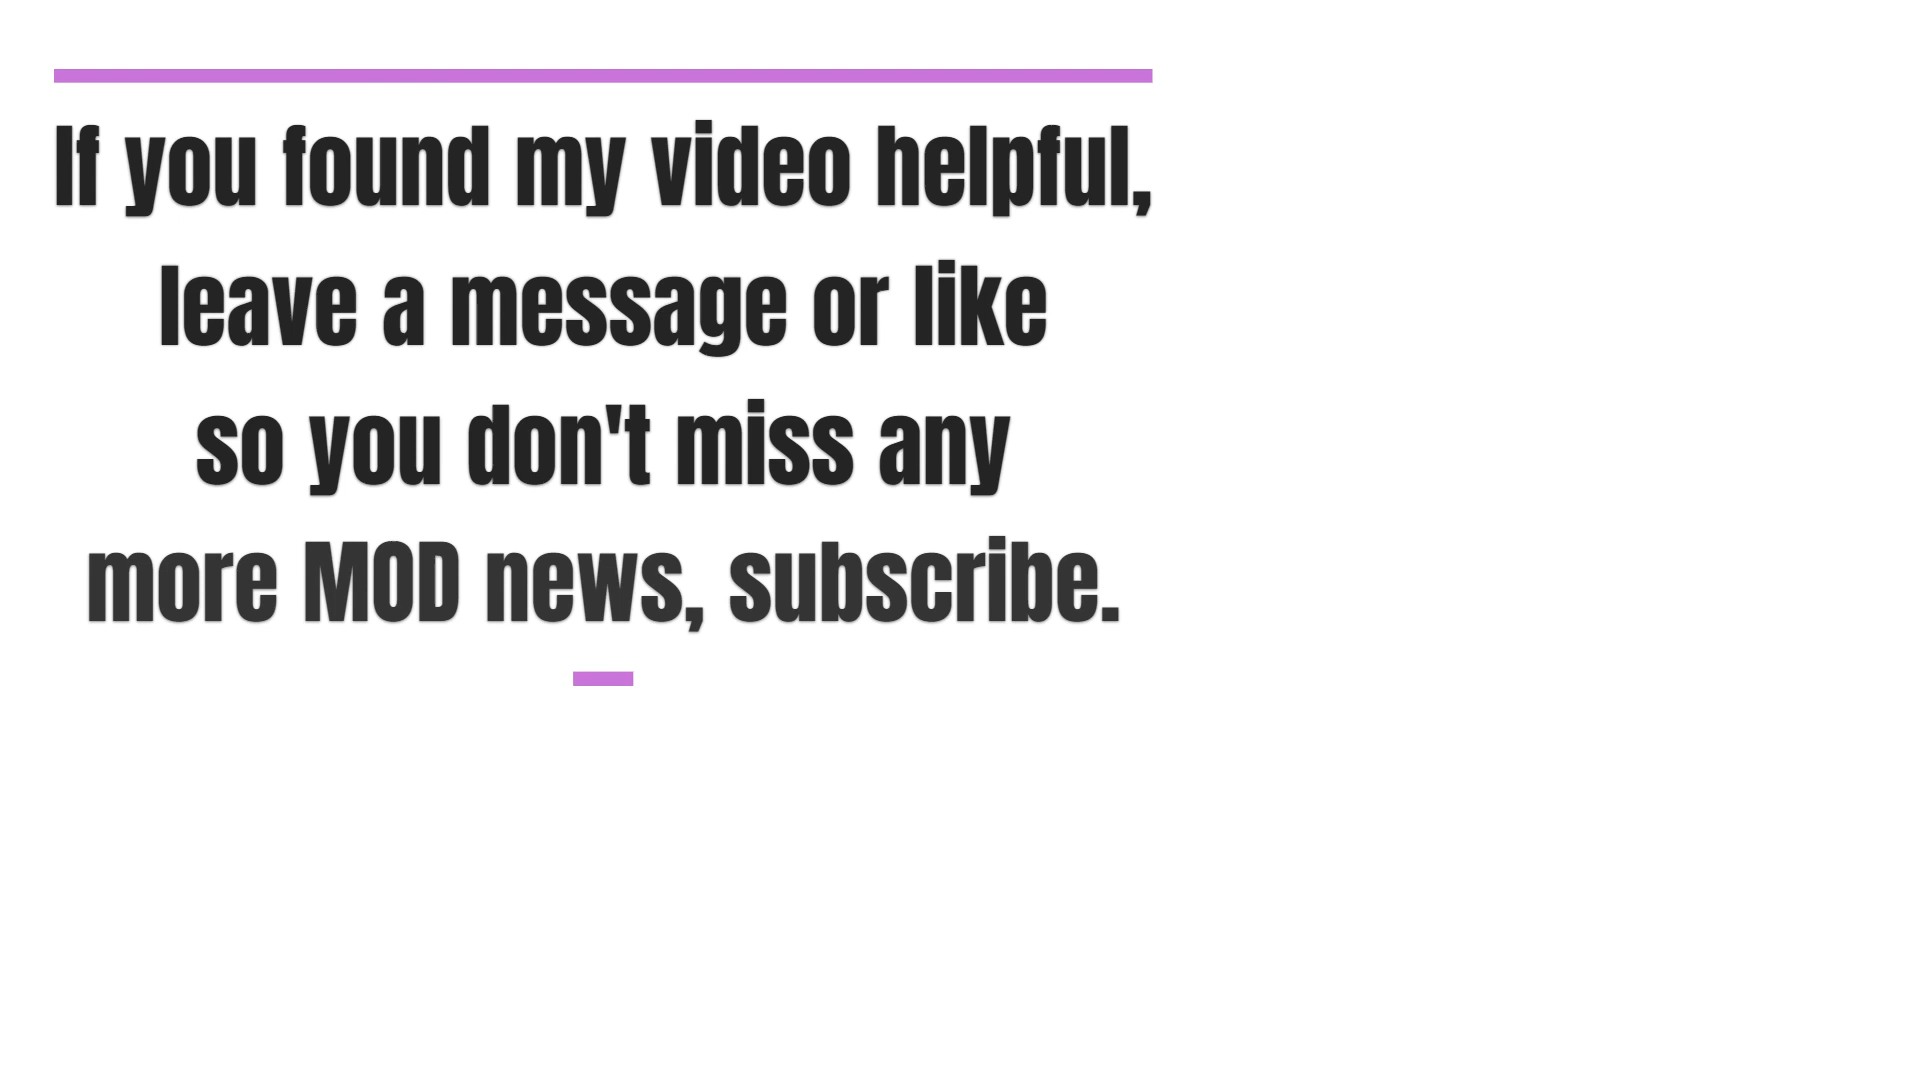 If you found my video helpful,
leave a message or like
so you don't miss any
more MOD news, subscribe.